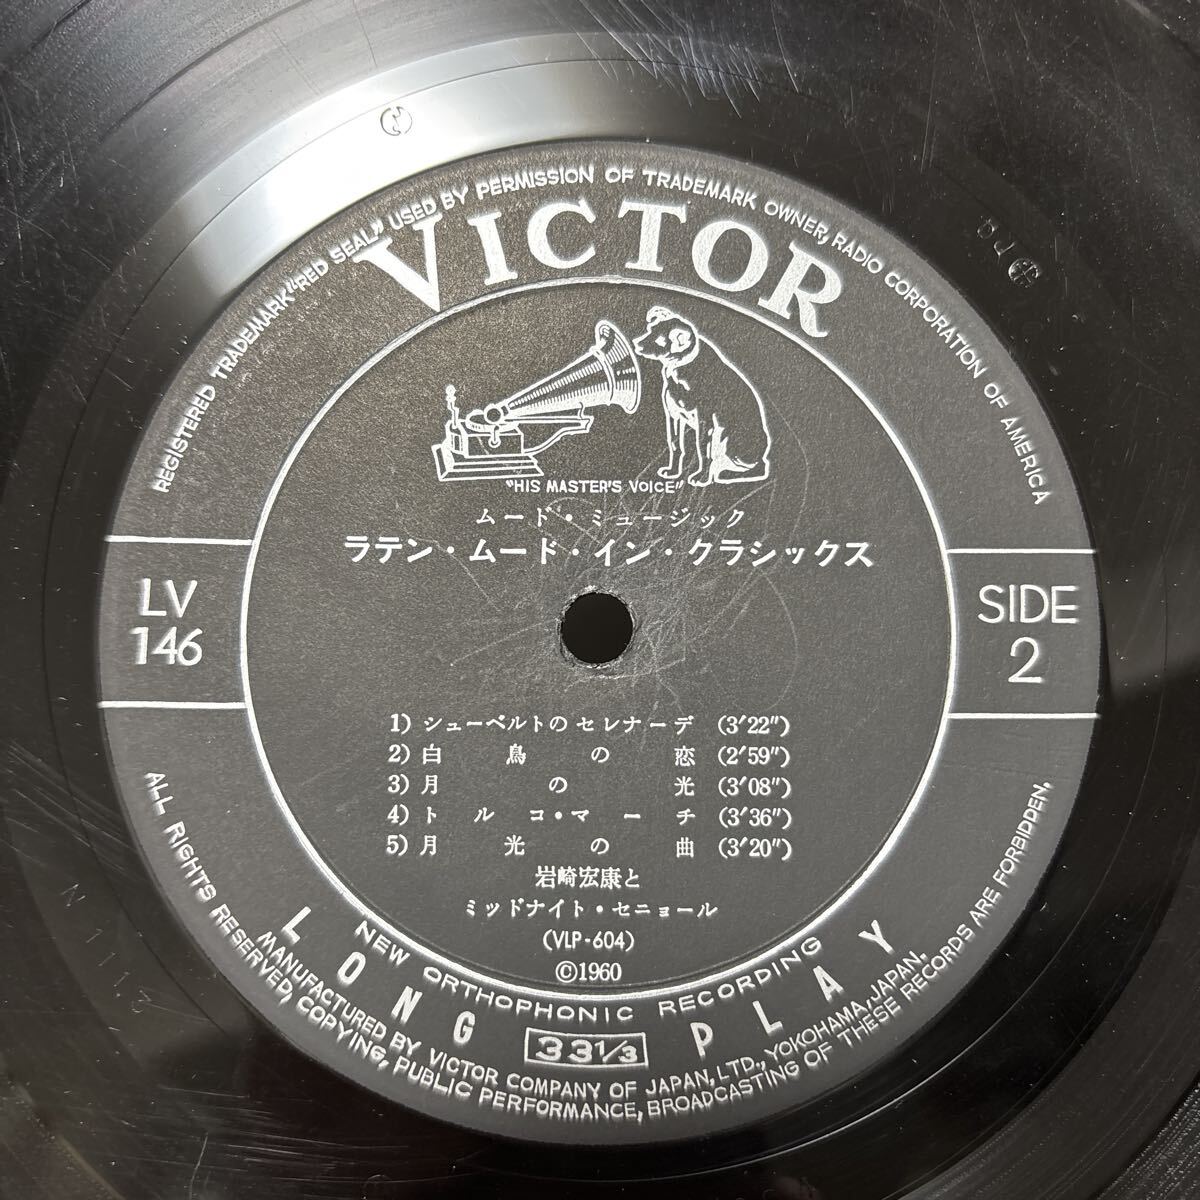 REGISTERED TRADEMARK "RED SEAL" USED BY PERMISSION OF TRADEMARK OWNER, RADIO CORPORATION OF AMERICA
VICTOR
"HIS MASTER'S VOICE"
ムード・ミュージック
ラテン・ムード・イン・クラシックス
LV
146
SIDE
2
1) シューベルトのセレナーデ (3′22″)
2) 白鳥の恋 (2′59″)
3) 月の光 (3′08″)
4) トルコ・マーチ (3′36″)
5) 月光の曲 (3′20″)
岩崎宏康と
ミッドナイト・セニョール
(VLP-604)
©1960
NEW ORTHOPHONIC RECORDING
LONG PLAY
33 1/3
MANUFACTURED BY VICTOR COMPANY OF JAPAN, LTD., YOKOHAMA, JAPAN,
ALL RIGHTS RESERVED, COPYING, PUBLIC PERFORMANCE, BROADCASTING OF THESE RECORDS ARE FORBIDDEN,